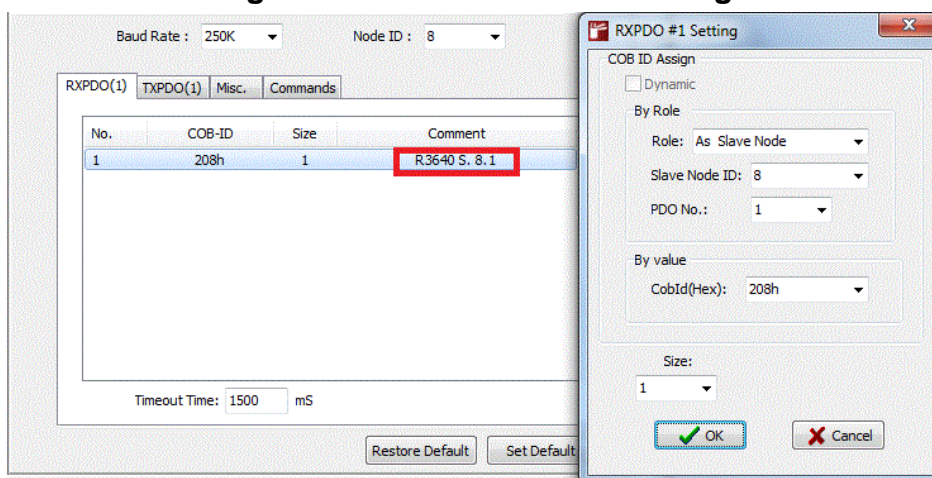 Baud Rate : 250K Node ID : 8
RXPDO(1) TXPDO(1) Misc. Commands
No. COB-ID Size Comment
1 208h 1 R3640 S. 8.1
Timeout Time: 1500 mS
Restore Default Set Default
RXPDO #1 Setting
COB ID Assign
Dynamic
By Role
Role: As Slave Node
Slave Node ID: 8
PDO No.: 1
By value
CobId(Hex): 208h
Size:
1
OK Cancel